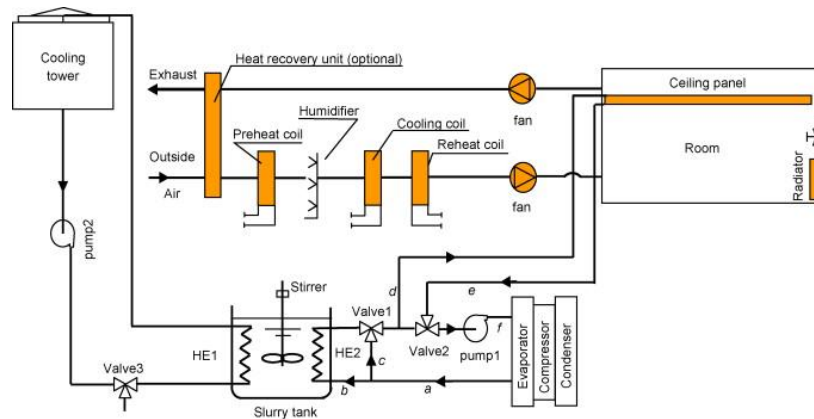 Cooling
tower
Heat recovery unit (optional)
Exhaust
Ceiling panel
Humidifier
Cooling coil
fan
Preheat coil
Reheat coil
Outside
Air
Room
fan
Radiator
pump2
d
e
Stirrer
Valve1
f
HE1
HE2
Valve2
pump1
Evaporator
Compressor
Condenser
Valve3
c
b
a
Slurry tank